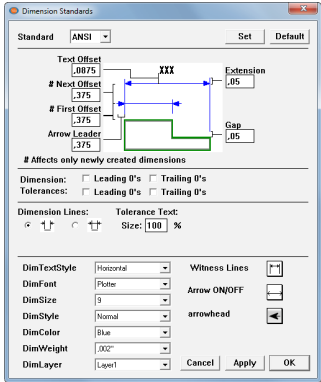 Dimension Standards
Standard ANSI Set Default
Text Offset
,0875
XXX
Extension
,05
# Next Offset
,375
# First Offset
,375
Arrow Leader
,375
Gap
,05
# Affects only newly created dimensions
Dimension: Leading 0's Trailing 0's
Tolerances: Leading 0's Trailing 0's
Dimension Lines: Tolerance Text:
Size: 100 %
DimTextStyle Horizontal Witness Lines
DimFont Plotter
DimSize 9 Arrow ON/OFF
DimStyle Normal arrowhead
DimColor Blue
DimWeight ,002"
DimLayer Layer1 Cancel Apply OK